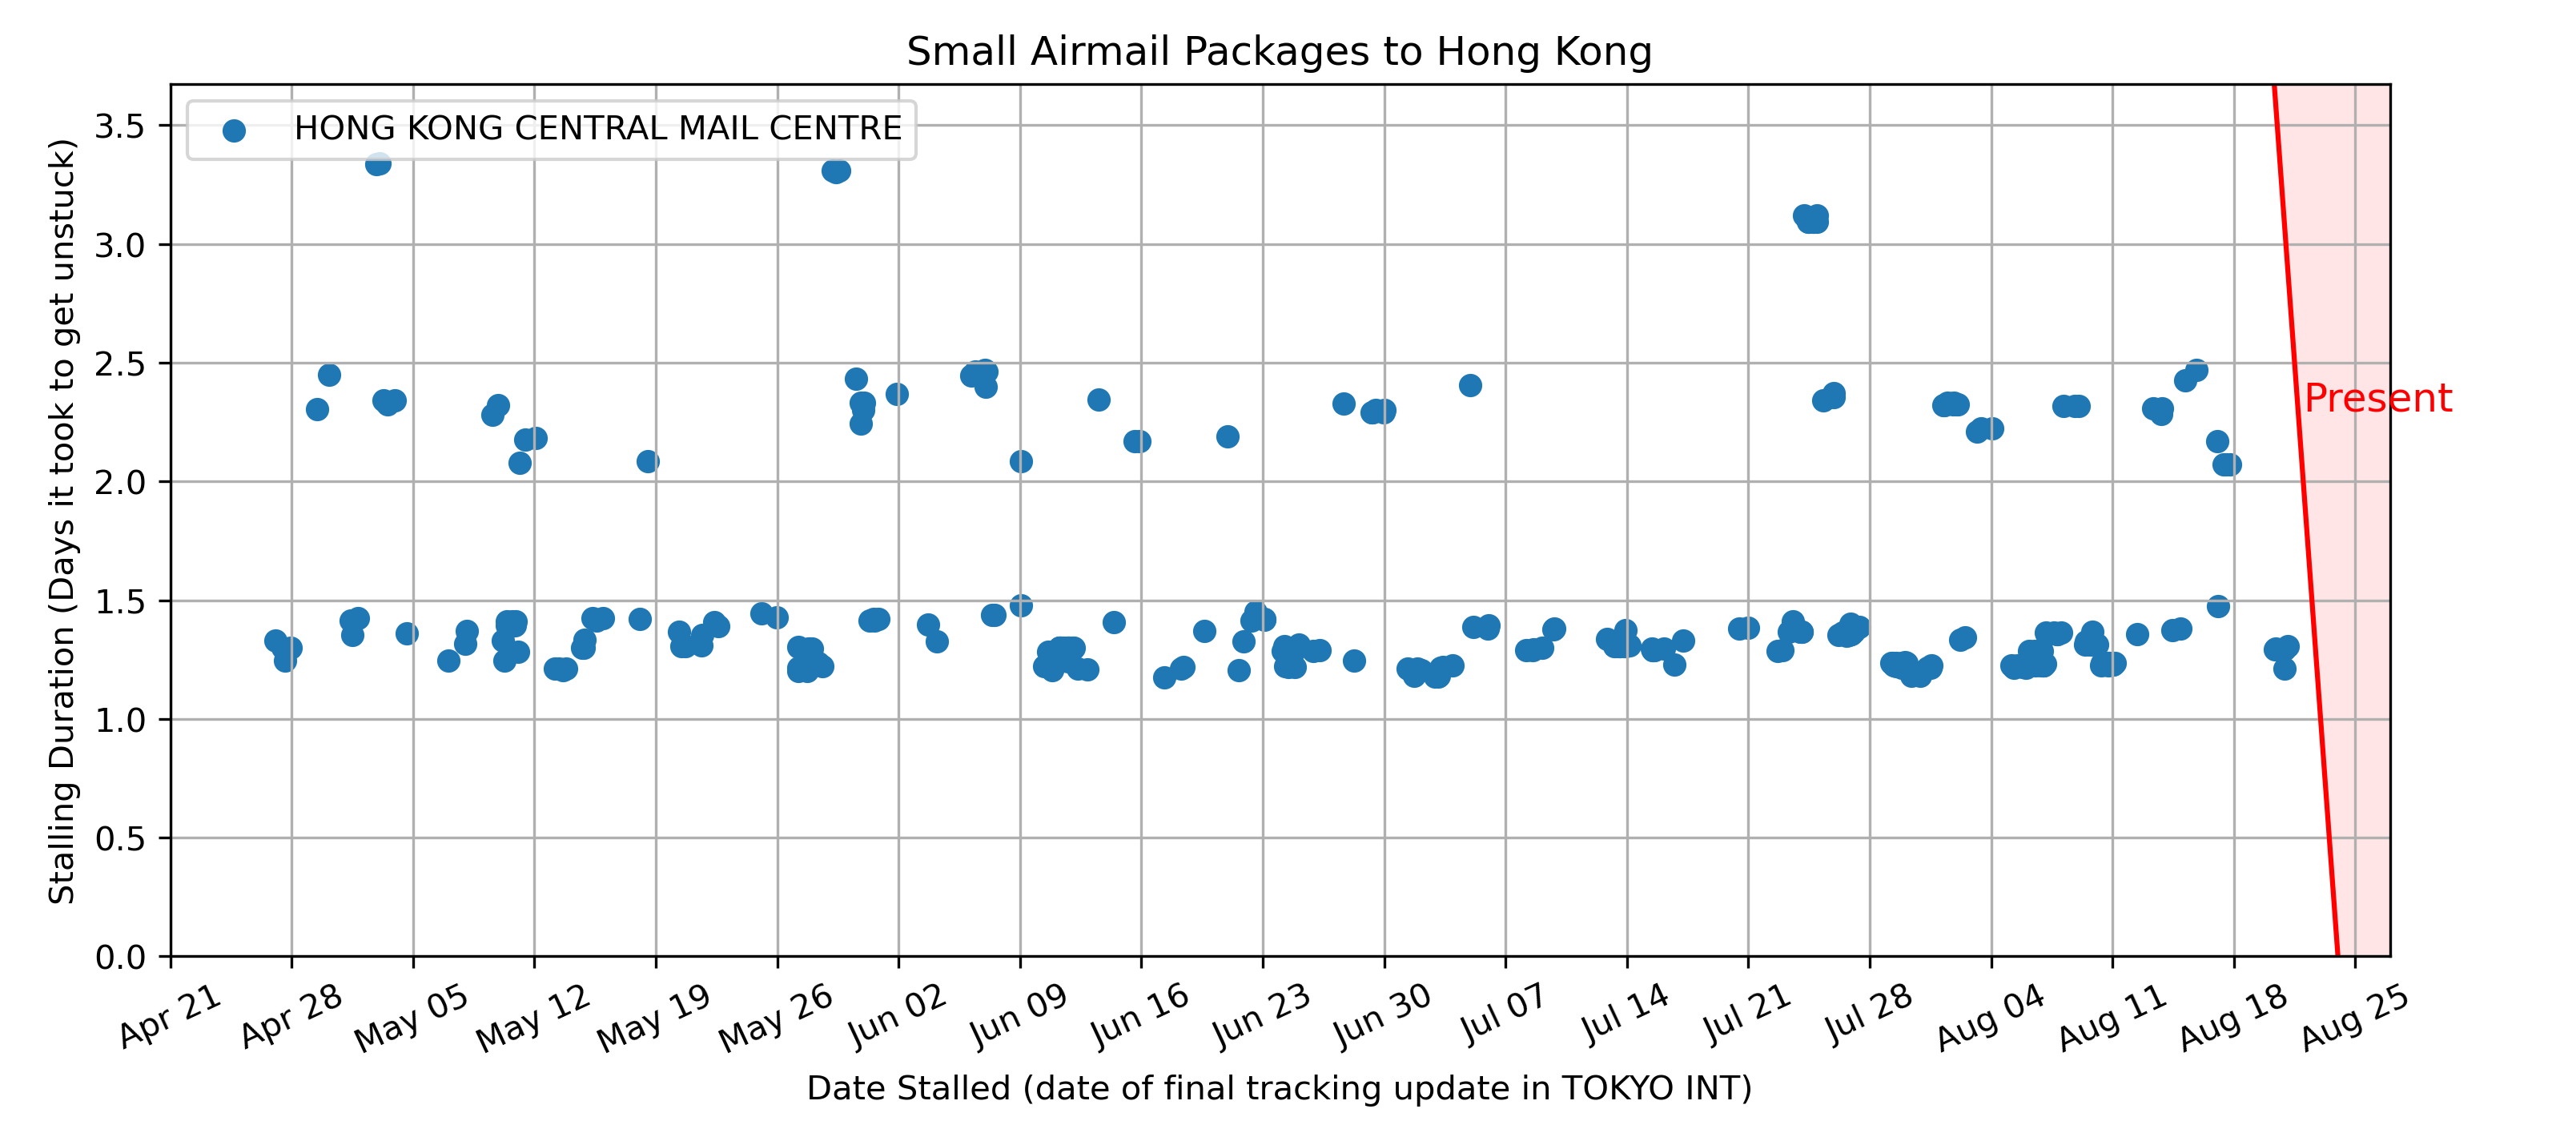 Small Airmail Packages to Hong Kong
HONG KONG CENTRAL MAIL CENTRE
Stalling Duration (Days it took to get unstuck)
3.5
3.0
2.5
2.0
1.5
1.0
0.5
0.0
Present
Apr 21
Apr 28
May 05
May 12
May 19
May 26
Jun 02
Jun 09
Jun 16
Jun 23
Jun 30
Jul 07
Jul 14
Jul 21
Jul 28
Aug 04
Aug 11
Aug 18
Aug 25
Date Stalled (date of final tracking update in TOKYO INT)